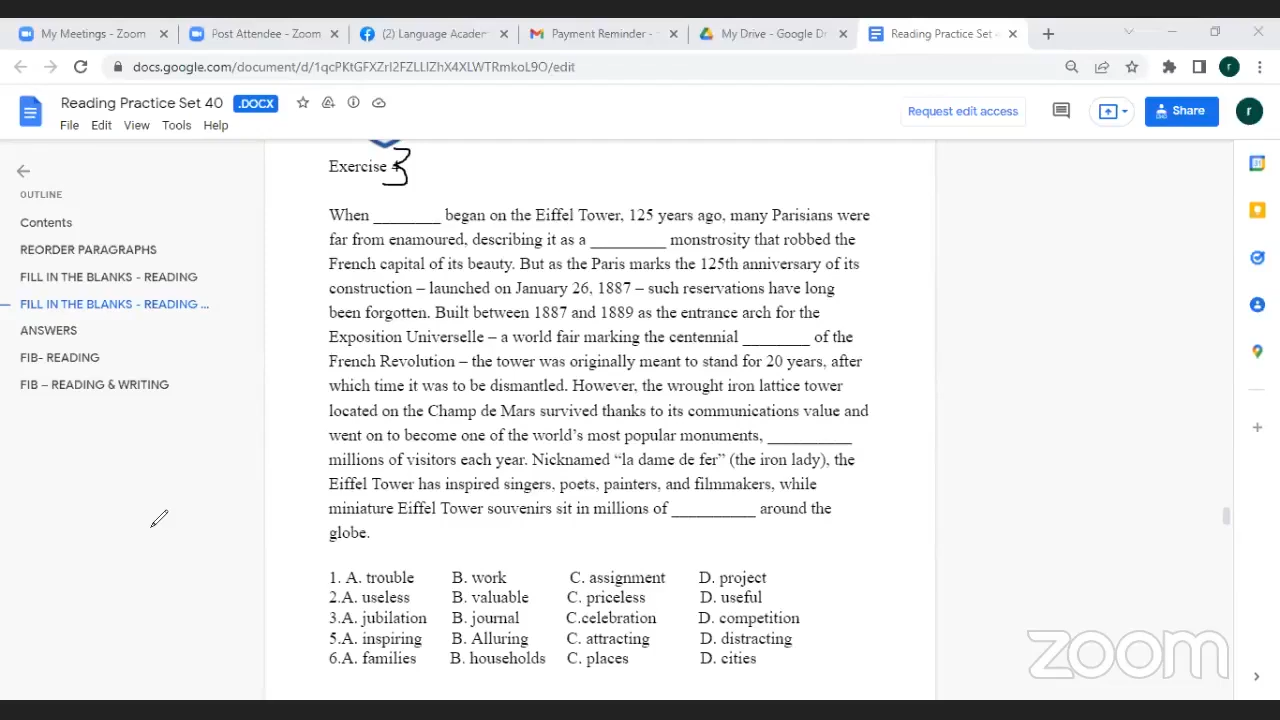 My Meetings - Zoom
Post Attendee - Zoom
(2) Language Academ
Payment Reminder -
My Drive - Google Dr
Reading Practice Set 4
docs.google.com/document/d/1qcPKtGFXZrI2FZLLlZhX4XLWTRmkoL9O/edit
r
Reading Practice Set 40 .DOCX
File Edit View Tools Help
Request edit access
Share
r
OUTLINE
Contents
REORDER PARAGRAPHS
FILL IN THE BLANKS - READING
FILL IN THE BLANKS - READING ...
ANSWERS
FIB- READING
FIB – READING & WRITING
Exercise 3
When ________ began on the Eiffel Tower, 125 years ago, many Parisians were
far from enamoured, describing it as a _________ monstrosity that robbed the
French capital of its beauty. But as the Paris marks the 125th anniversary of its
construction – launched on January 26, 1887 – such reservations have long
been forgotten. Built between 1887 and 1889 as the entrance arch for the
Exposition Universelle – a world fair marking the centennial ________ of the
French Revolution – the tower was originally meant to stand for 20 years, after
which time it was to be dismantled. However, the wrought iron lattice tower
located on the Champ de Mars survived thanks to its communications value and
went on to become one of the world's most popular monuments, __________
millions of visitors each year. Nicknamed “la dame de fer” (the iron lady), the
Eiffel Tower has inspired singers, poets, painters, and filmmakers, while
miniature Eiffel Tower souvenirs sit in millions of __________ around the
globe.
1. A. trouble B. work C. assignment D. project
2.A. useless B. valuable C. priceless D. useful
3.A. jubilation B. journal C.celebration D. competition
5.A. inspiring B. Alluring C. attracting D. distracting
6.A. families B. households C. places D. cities
zoom